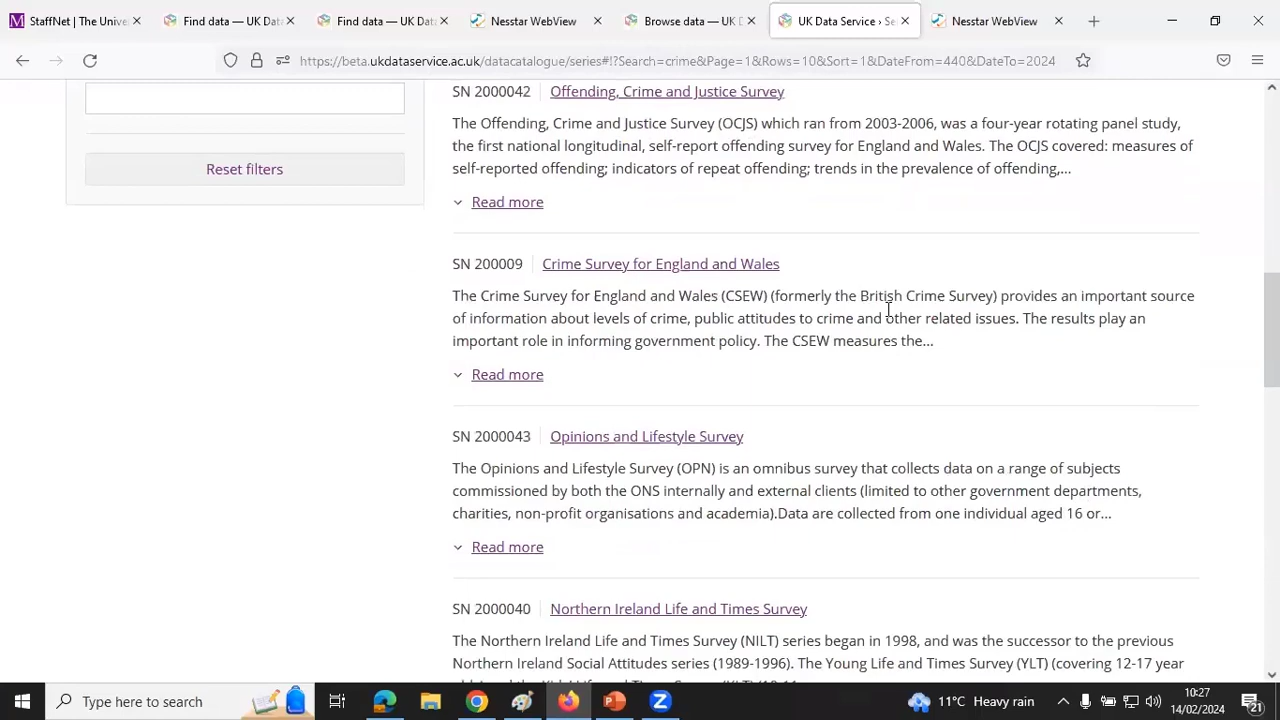 StaffNet | The Unive
Find data — UK Dat
Find data — UK Dat
Nesstar WebView
Browse data — UK D
UK Data Service › Se
Nesstar WebView
https://beta.ukdataservice.ac.uk/datacatalogue/series#!?Search=crime&Page=1&Rows=10&Sort=1&DateFrom=440&DateTo=2024
Reset filters
SN 2000042 Offending, Crime and Justice Survey
The Offending, Crime and Justice Survey (OCJS) which ran from 2003-2006, was a four-year rotating panel study,
the first national longitudinal, self-report offending survey for England and Wales. The OCJS covered: measures of
self-reported offending; indicators of repeat offending; trends in the prevalence of offending,...
Read more
SN 200009 Crime Survey for England and Wales
The Crime Survey for England and Wales (CSEW) (formerly the British Crime Survey) provides an important source
of information about levels of crime, public attitudes to crime and other related issues. The results play an
important role in informing government policy. The CSEW measures the...
Read more
SN 2000043 Opinions and Lifestyle Survey
The Opinions and Lifestyle Survey (OPN) is an omnibus survey that collects data on a range of subjects
commissioned by both the ONS internally and external clients (limited to other government departments,
charities, non-profit organisations and academia).Data are collected from one individual aged 16 or...
Read more
SN 2000040 Northern Ireland Life and Times Survey
The Northern Ireland Life and Times Survey (NILT) series began in 1998, and was the successor to the previous
Northern Ireland Social Attitudes series (1989-1996). The Young Life and Times Survey (YLT) (covering 12-17 year
Type here to search
11°C Heavy rain
10:27
14/02/2024
21